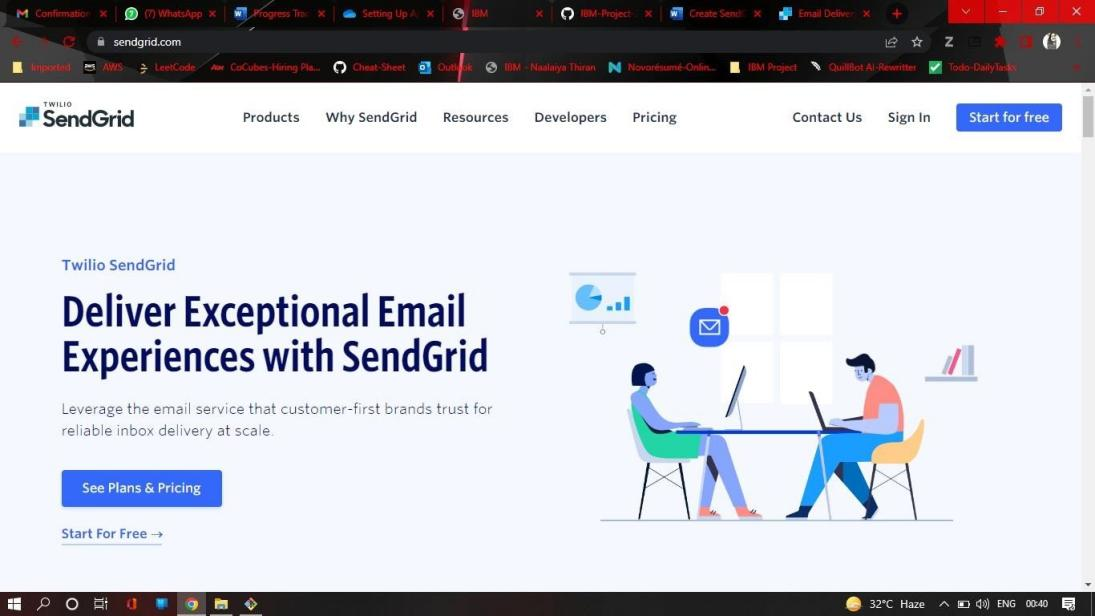 Confirmation
(7) WhatsApp
Progress Trac
Setting Up A
IBM
IBM-Project-
Create Send
Email Deliver
sendgrid.com
Z
Imported
AWS
LeetCode
CoCubes-Hiring Pla...
Cheat-Sheet
Outlook
IBM - Naalaiya Thiran
Novorésumé-Onlin...
IBM Project
QuillBot AI-Rewritter
Todo-DailyTasks
TWILIO
SendGrid
Products
Why SendGrid
Resources
Developers
Pricing
Contact Us
Sign In
Start for free
Twilio SendGrid
Deliver Exceptional Email
Experiences with SendGrid
Leverage the email service that customer-first brands trust for
reliable inbox delivery at scale.
See Plans & Pricing
Start For Free →
32°C Haze
ENG
00:40